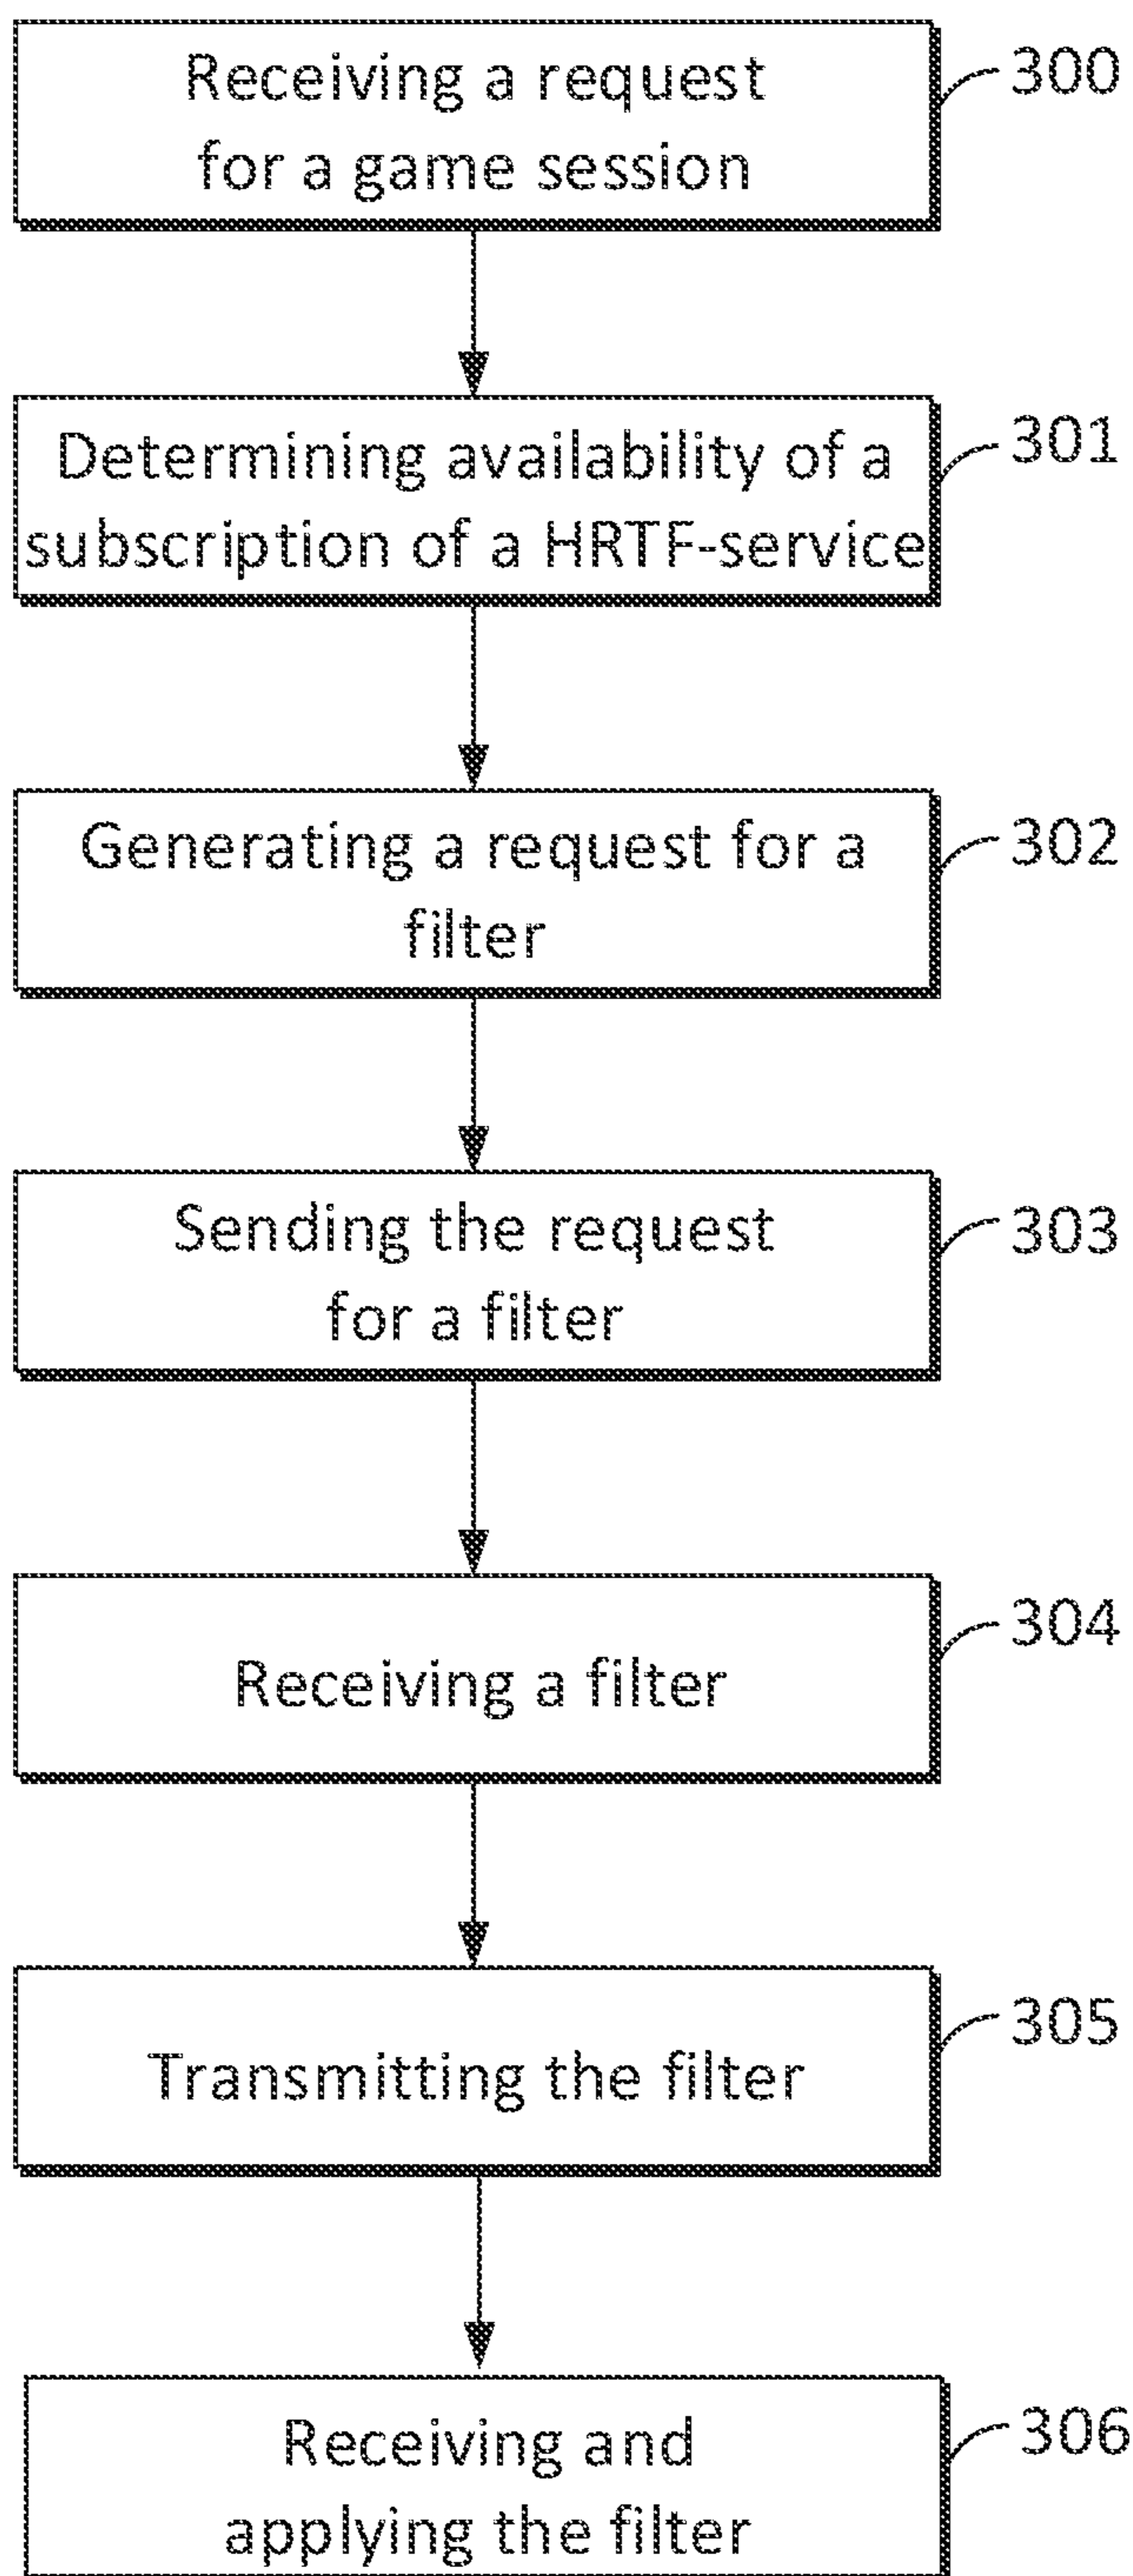 Receiving a request
for a game session
300
Determining availability of a
subscription of a HRTF-service
301
Generating a request for a
filter
302
Sending the request
for a filter
303
Receiving a filter
304
Transmitting the filter
305
Receiving and
applying the filter
306